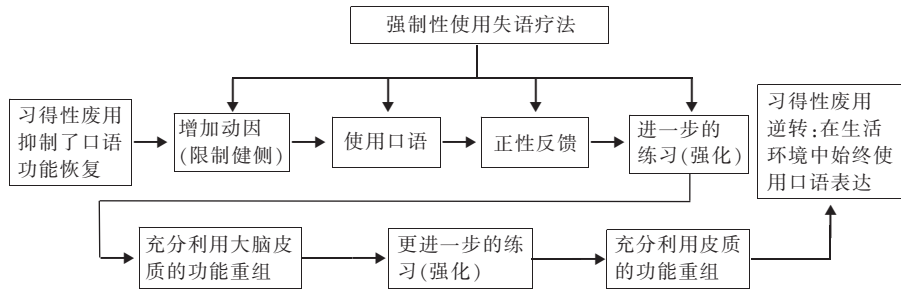 强制性使用失语疗法
习得性废用
抑制了口语
功能恢复
增加动因
(限制健侧)
使用口语
正性反馈
进一步的
练习(强化)
习得性废用
逆转:在生活
环境中始终使
用口语表达
充分利用大脑皮
质的功能重组
更进一步的练
习(强化)
充分利用皮质
的功能重组